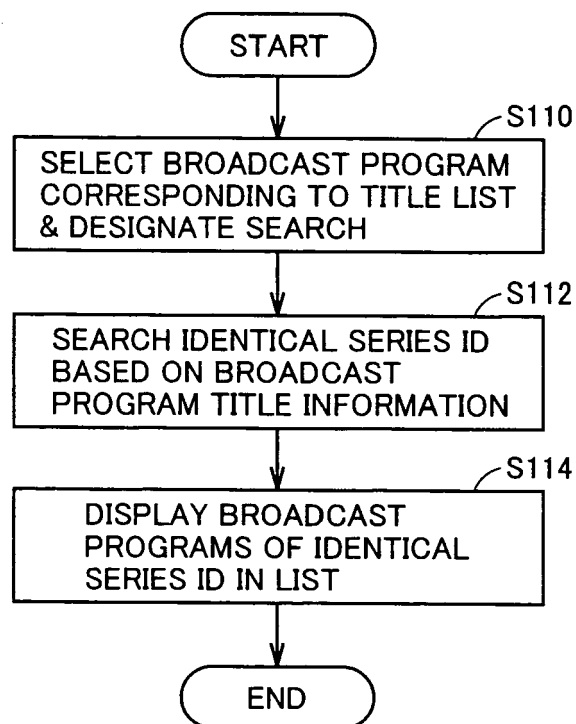 START
S110
SELECT BROADCAST PROGRAM
CORRESPONDING TO TITLE LIST
& DESIGNATE SEARCH
S112
SEARCH IDENTICAL SERIES ID
BASED ON BROADCAST
PROGRAM TITLE INFORMATION
S114
DISPLAY BROADCAST
PROGRAMS OF IDENTICAL
SERIES ID IN LIST
END